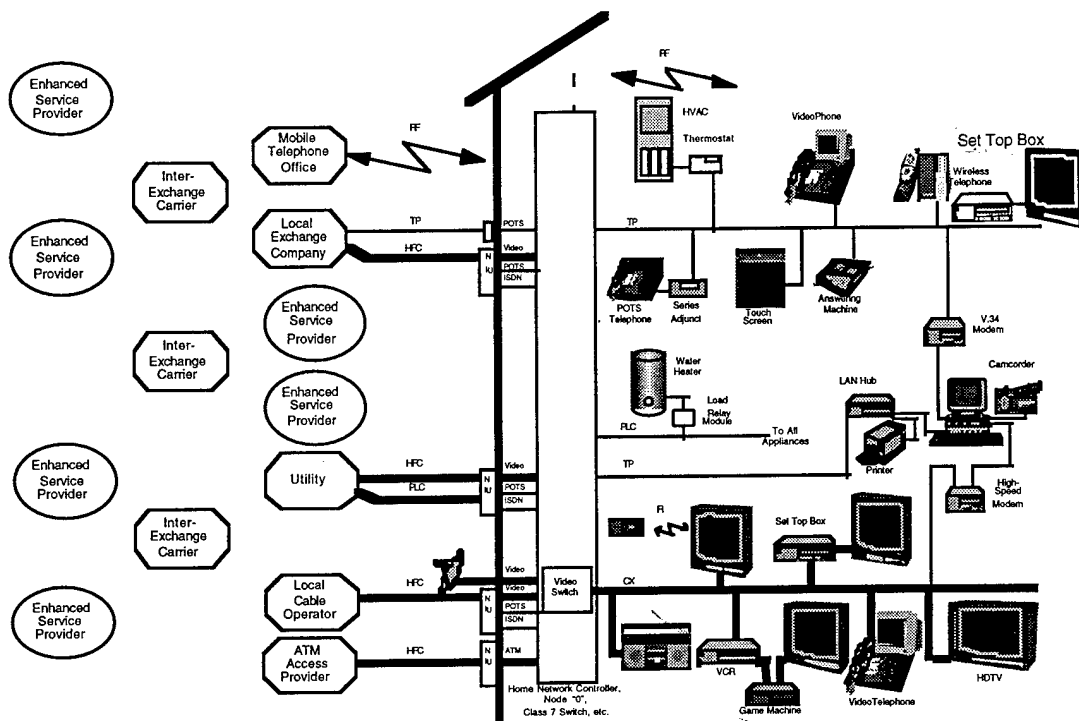 Enhanced
Service
Provider
Inter-
Exchange
Carrier
Enhanced
Service
Provider
Inter-
Exchange
Carrier
Enhanced
Service
Provider
Inter-
Exchange
Carrier
Enhanced
Service
Provider
Mobile
Telephone
Office
RF
Local
Exchange
Company
TP
HFC
Enhanced
Service
Provider
Enhanced
Service
Provider
Utility
HFC
PLC
Local
Cable
Operator
HFC
ATM
Access
Provider
HFC
POTS
N
IU
Video
POTS
ISDN
N
IU
Video
POTS
ISDN
Video
N
IU
Video
POTS
ISDN
N
IU
ATM
Video
Switch
Home Network Controller,
Node "0",
Class 7 Switch, etc.
RF
HVAC
Thermostat
VideoPhone
Wireless
Telephone
Set Top Box
TP
POTS
Telephone
Series
Adjunct
Touch
Screen
Answering
Machine
V.34
Modem
Water
Heater
Load
Relay
Module
PLC
To All
Appliances
LAN Hub
Camcorder
Printer
TP
High-
Speed
Modem
IR
Set Top Box
CX
VCR
Game Machine
VideoTelephone
HDTV